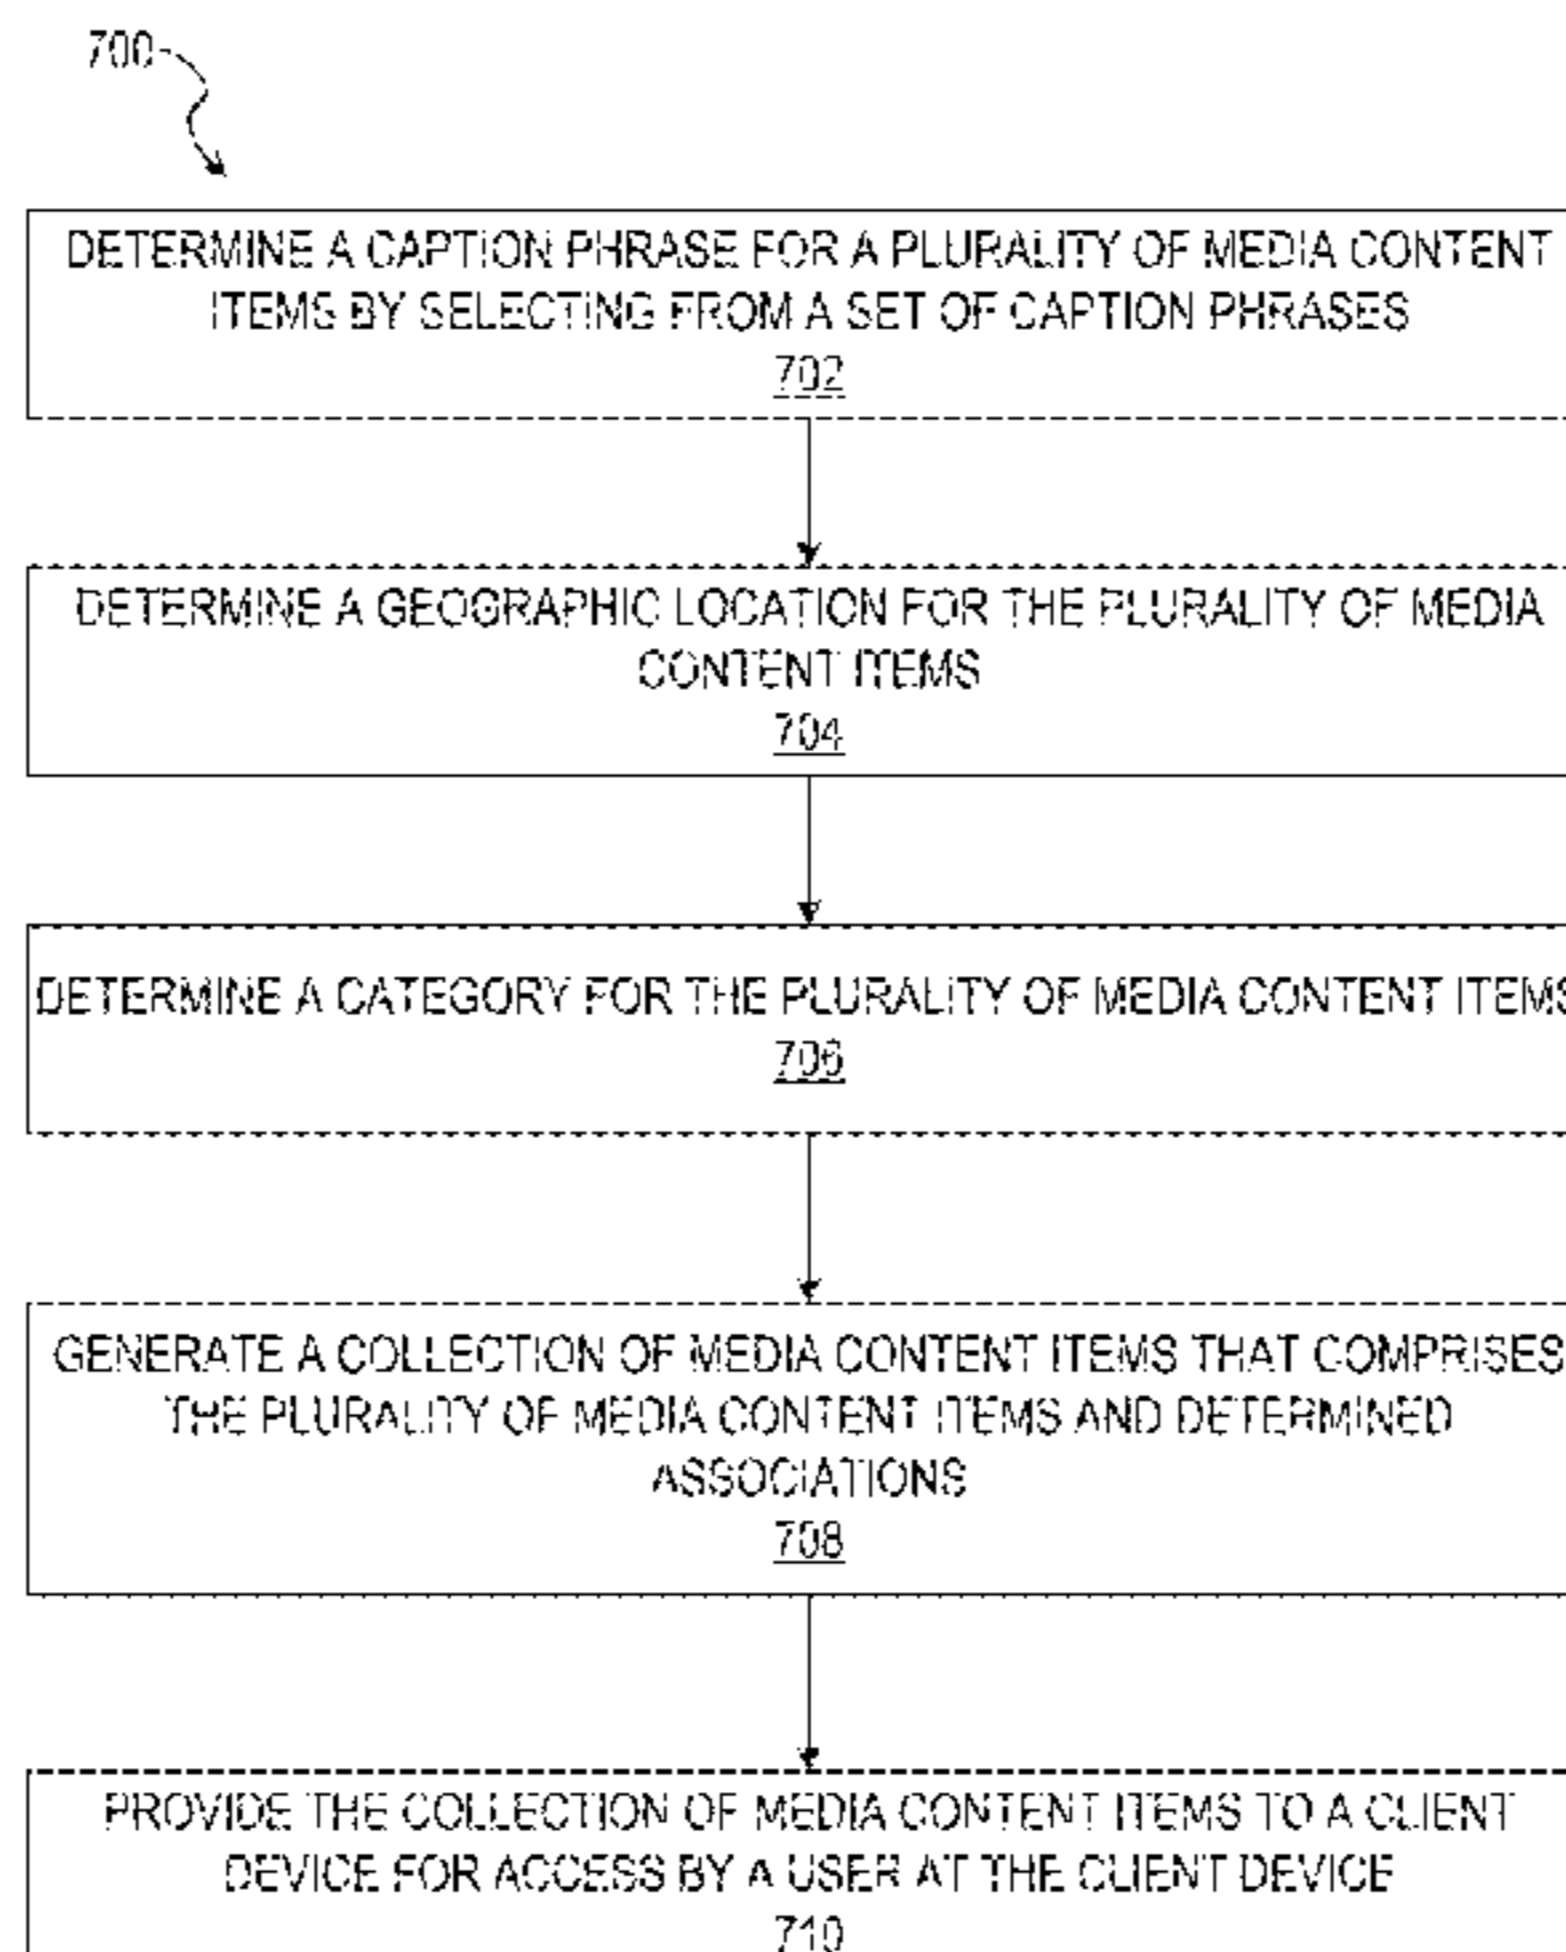 700
DETERMINE A CAPTION PHRASE FOR A PLURALITY OF MEDIA CONTENT
ITEMS BY SELECTING FROM A SET OF CAPTION PHRASES
702
DETERMINE A GEOGRAPHIC LOCATION FOR THE PLURALITY OF MEDIA
CONTENT ITEMS
704
DETERMINE A CATEGORY FOR THE PLURALITY OF MEDIA CONTENT ITEMS
706
GENERATE A COLLECTION OF MEDIA CONTENT ITEMS THAT COMPRISES
THE PLURALITY OF MEDIA CONTENT ITEMS AND DETERMINED
ASSOCIATIONS
708
PROVIDE THE COLLECTION OF MEDIA CONTENT ITEMS TO A CLIENT
DEVICE FOR ACCESS BY A USER AT THE CLIENT DEVICE
710